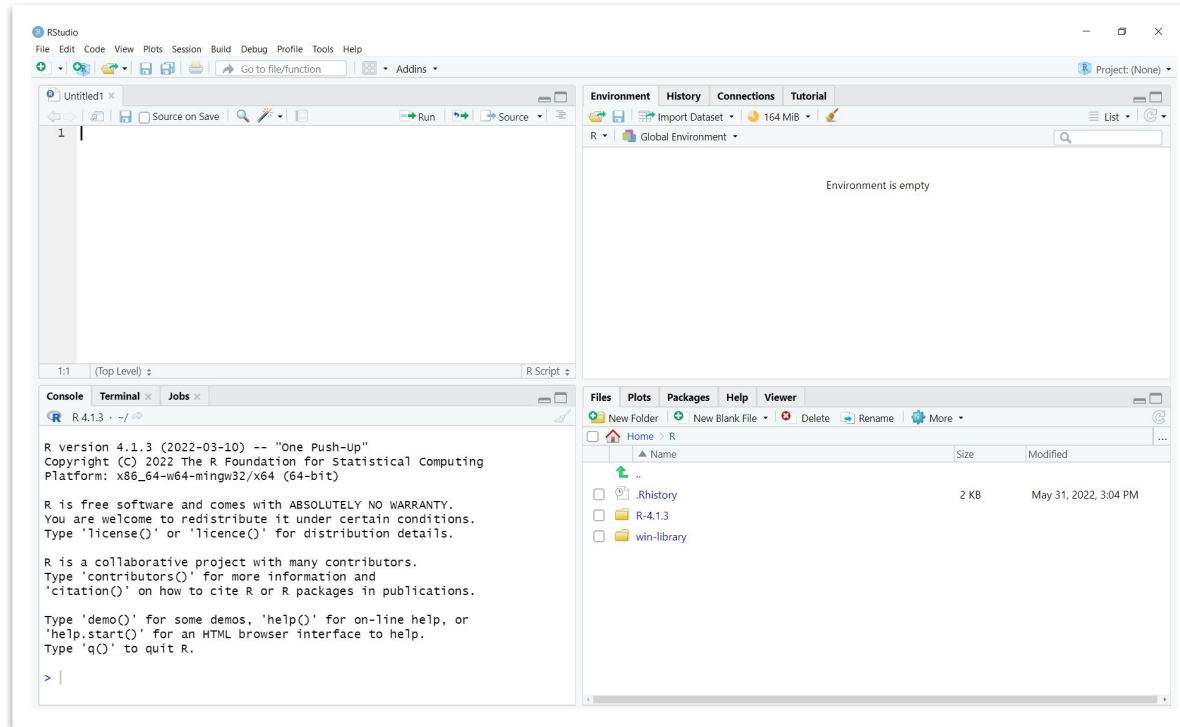 RStudio
File Edit Code View Plots Session Build Debug Profile Tools Help
Go to file/function Addins Project: (None)
Untitled1
Source on Save Run Source
1
1:1 (Top Level) R Script
Console Terminal Jobs
R 4.1.3 · ~/
R version 4.1.3 (2022-03-10) -- "One Push-Up"
Copyright (C) 2022 The R Foundation for Statistical Computing
Platform: x86_64-w64-mingw32/x64 (64-bit)
R is free software and comes with ABSOLUTELY NO WARRANTY.
You are welcome to redistribute it under certain conditions.
Type 'license()' or 'licence()' for distribution details.
R is a collaborative project with many contributors.
Type 'contributors()' for more information and
'citation()' on how to cite R or R packages in publications.
Type 'demo()' for some demos, 'help()' for on-line help, or
'help.start()' for an HTML browser interface to help.
Type 'q()' to quit R.
>
Environment History Connections Tutorial
Import Dataset 164 MiB List
R Global Environment
Environment is empty
Files Plots Packages Help Viewer
New Folder New Blank File Delete Rename More
Home > R ...
Name Size Modified
..
.Rhistory 2 KB May 31, 2022, 3:04 PM
R-4.1.3
win-library